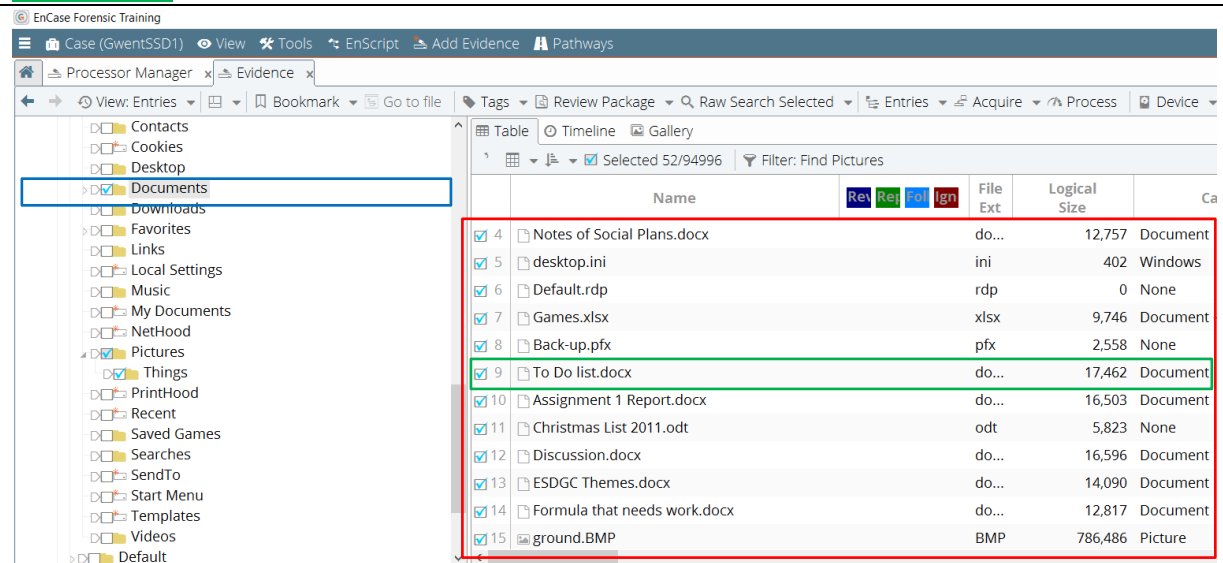 EnCase Forensic Training
Case (GwentSSD1) View Tools EnScript Add Evidence Pathways
Processor Manager x Evidence x
View: Entries Bookmark Go to file Tags Review Package Raw Search Selected Entries Acquire Process Device
Contacts
Cookies
Desktop
Documents
Downloads
Favorites
Links
Local Settings
Music
My Documents
NetHood
Pictures
Things
PrintHood
Recent
Saved Games
Searches
SendTo
Start Menu
Templates
Videos
Default
Table Timeline Gallery
Selected 52/94996 Filter: Find Pictures
Name Rev Rep Fol Ign File Ext Logical Size Ca
4 Notes of Social Plans.docx do... 12,757 Document
5 desktop.ini ini 402 Windows
6 Default.rdp rdp 0 None
7 Games.xlsx xlsx 9,746 Document
8 Back-up.pfx pfx 2,558 None
9 To Do list.docx do... 17,462 Document
10 Assignment 1 Report.docx do... 16,503 Document
11 Christmas List 2011.odt odt 5,823 None
12 Discussion.docx do... 16,596 Document
13 ESDGC Themes.docx do... 14,090 Document
14 Formula that needs work.docx do... 12,817 Document
15 ground.BMP BMP 786,486 Picture